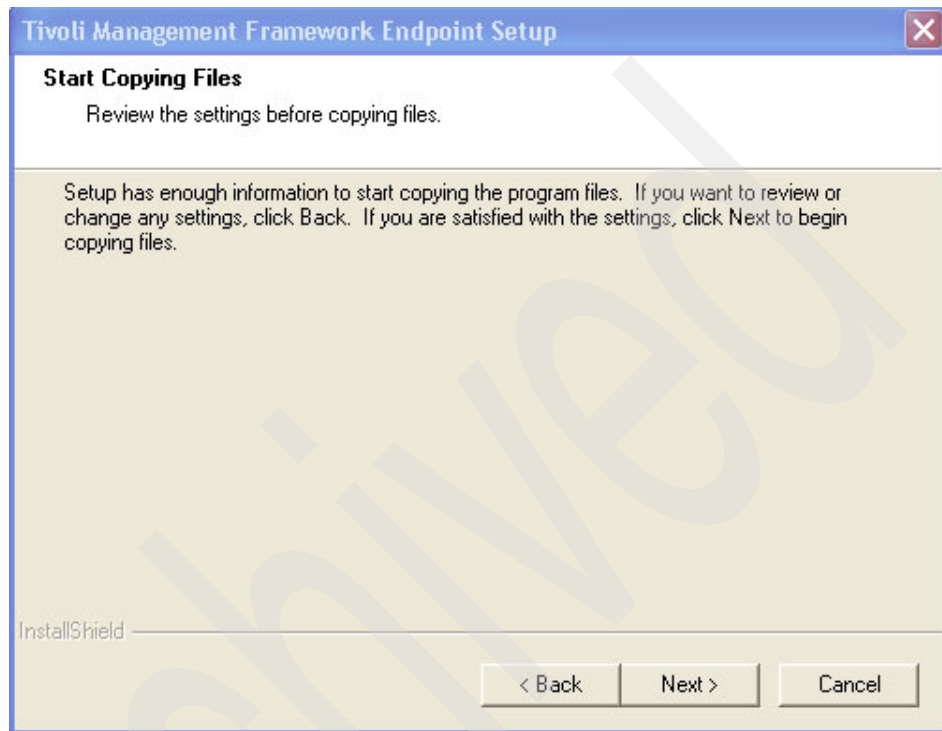 Tivoli Management Framework Endpoint Setup
Start Copying Files
Review the settings before copying files.
Setup has enough information to start copying the program files. If you want to review or
change any settings, click Back. If you are satisfied with the settings, click Next to begin
copying files.
InstallShield
< Back
Next >
Cancel